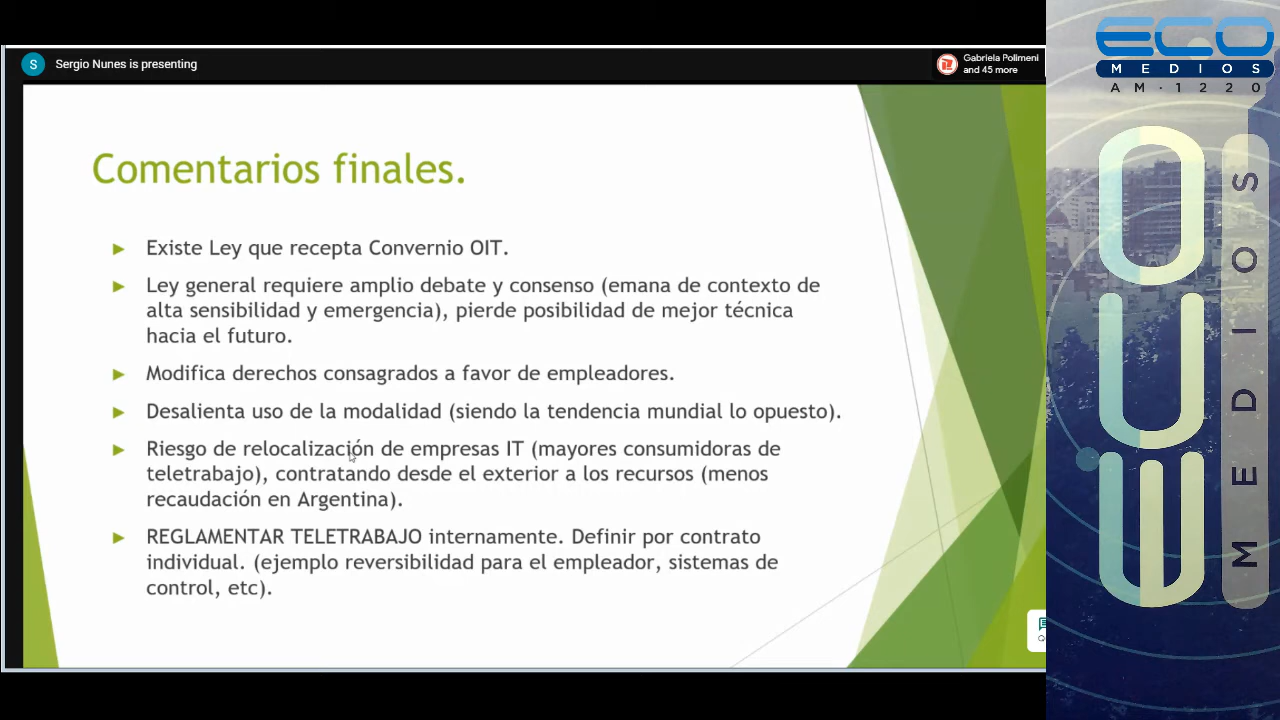 S
Sergio Nunes is presenting
Gabriela Polimeni
and 45 more
Comentarios finales.
Existe Ley que recepta Convernio OIT.
Ley general requiere amplio debate y consenso (emana de contexto de
alta sensibilidad y emergencia), pierde posibilidad de mejor técnica
hacia el futuro.
Modifica derechos consagrados a favor de empleadores.
Desalienta uso de la modalidad (siendo la tendencia mundial lo opuesto).
Riesgo de relocalización de empresas IT (mayores consumidoras de
teletrabajo), contratando desde el exterior a los recursos (menos
recaudación en Argentina).
REGLAMENTAR TELETRABAJO internamente. Definir por contrato
individual. (ejemplo reversibilidad para el empleador, sistemas de
control, etc).
ECO
MEDIOS
AM·1220
ECO
MEDIOS